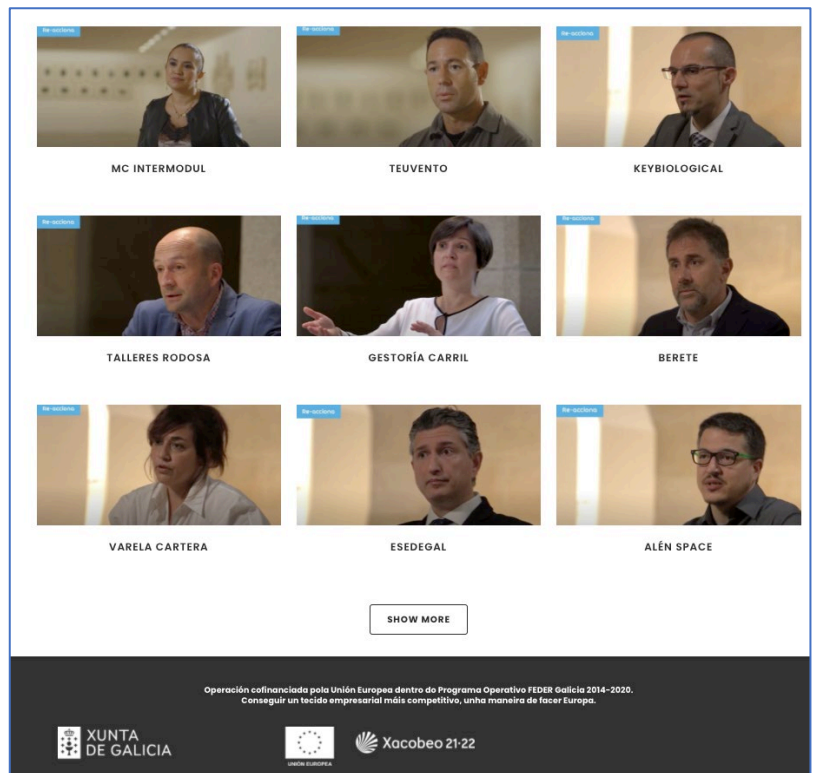 Re-acciona
Re-acciona
MC INTERMODUL
TEUVENTO
KEYBIOLOGICAL
Re-acciona
Re-acciona
Re-acciona
TALLERES RODOSA
GESTORÍA CARRIL
BERETE
Re-acciona
Re-acciona
Re-acciona
VARELA CARTERA
ESEDEGAL
ALÉN SPACE
SHOW MORE
Operación cofinanciada pola Unión Europea dentro do Programa Operativo FEDER Galicia 2014-2020.
Conseguir un tecido empresarial máis competitivo, unha maneira de facer Europa.
XUNTA
DE GALICIA
UNIÓN EUROPEA
Xacobeo 21·22